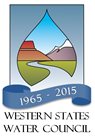 1965 - 2015
WESTERN STATES
WATER COUNCIL